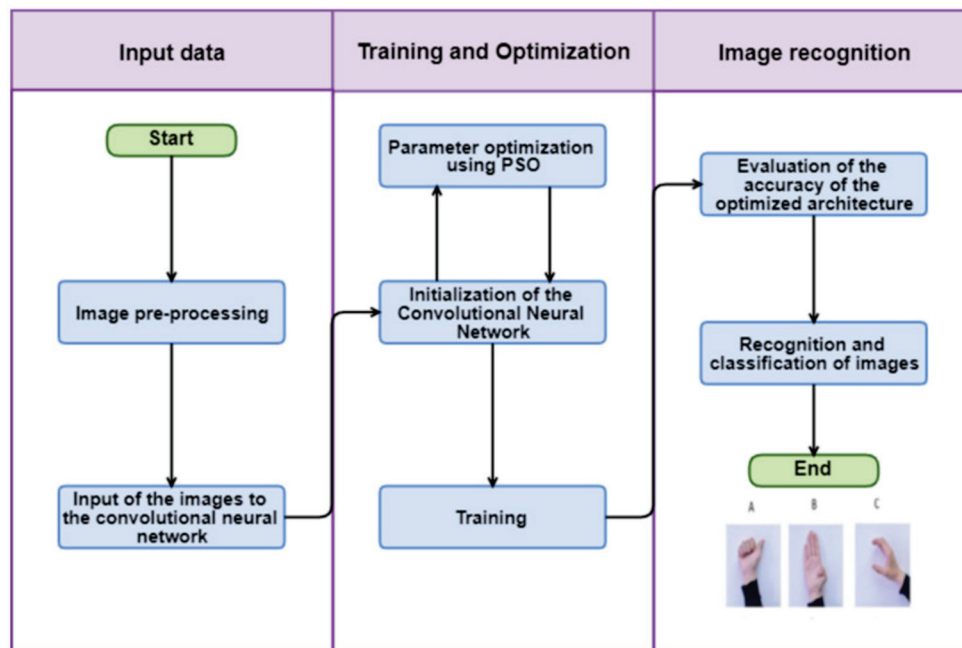 Input data
Training and Optimization
Image recognition
Start
Image pre-processing
Input of the images to
the convolutional neural
network
Parameter optimization
using PSO
Initialization of the
Convolutional Neural
Network
Training
Evaluation of the
accuracy of the
optimized architecture
Recognition and
classification of images
End
A B C